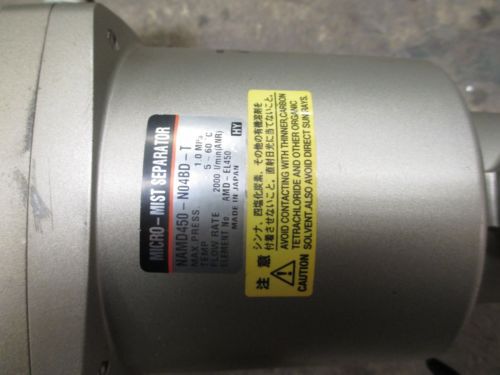 MICRO-MIST SEPARATOR
NAMD450-N04BD-T
MAX. PRESS 1.0 MPa
TEMP 5~60°C
FLOW RATE 2000 l/min(ANR)
ELEMENT No. AMD-EL450
MADE IN JAPAN HY
注意
シンナ、四塩化炭素、その他の有機溶剤を
付着させないこと。直射日光に当てないこと。
CAUTION
AVOID CONTACTING WITH THINNER,CARBON
TETRACHLORIDE AND OTHER ORGANIC
SOLVENT.ALSO AVOID DIRECT SUN RAYS.